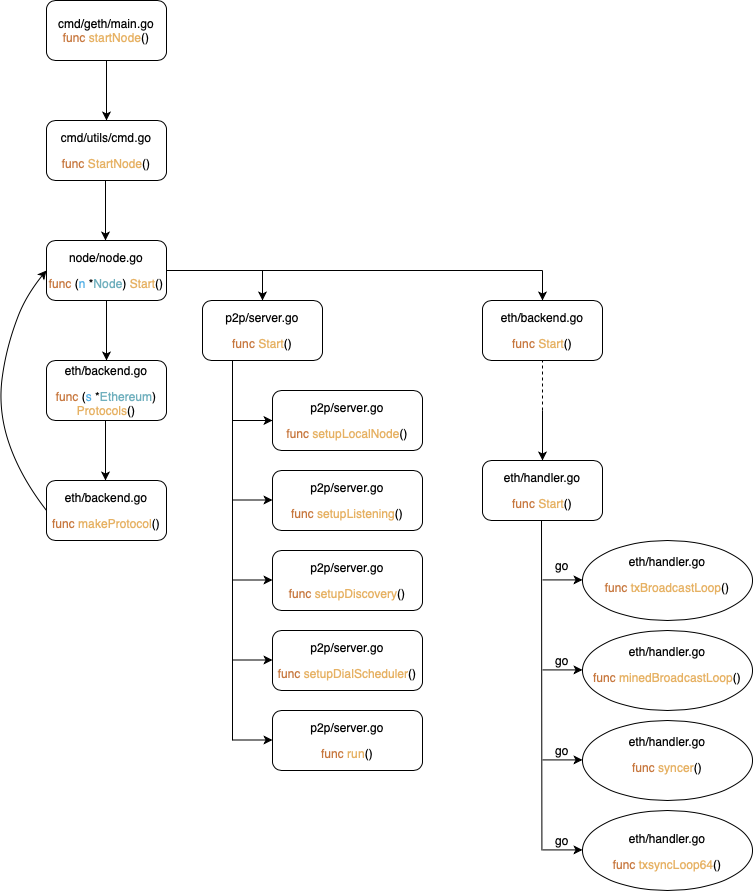 cmd/geth/main.go
func startNode()
cmd/utils/cmd.go
func StartNode()
node/node.go
func (n *Node) Start()
eth/backend.go
func (s *Ethereum)
Protocols()
eth/backend.go
func makeProtocol()
p2p/server.go
func Start()
p2p/server.go
func setupLocalNode()
p2p/server.go
func setupListening()
p2p/server.go
func setupDiscovery()
p2p/server.go
func setupDialScheduler()
p2p/server.go
func run()
eth/backend.go
func Start()
eth/handler.go
func Start()
go
eth/handler.go
func txBroadcastLoop()
go
eth/handler.go
func minedBroadcastLoop()
go
eth/handler.go
func syncer()
go
eth/handler.go
func txsyncLoop64()